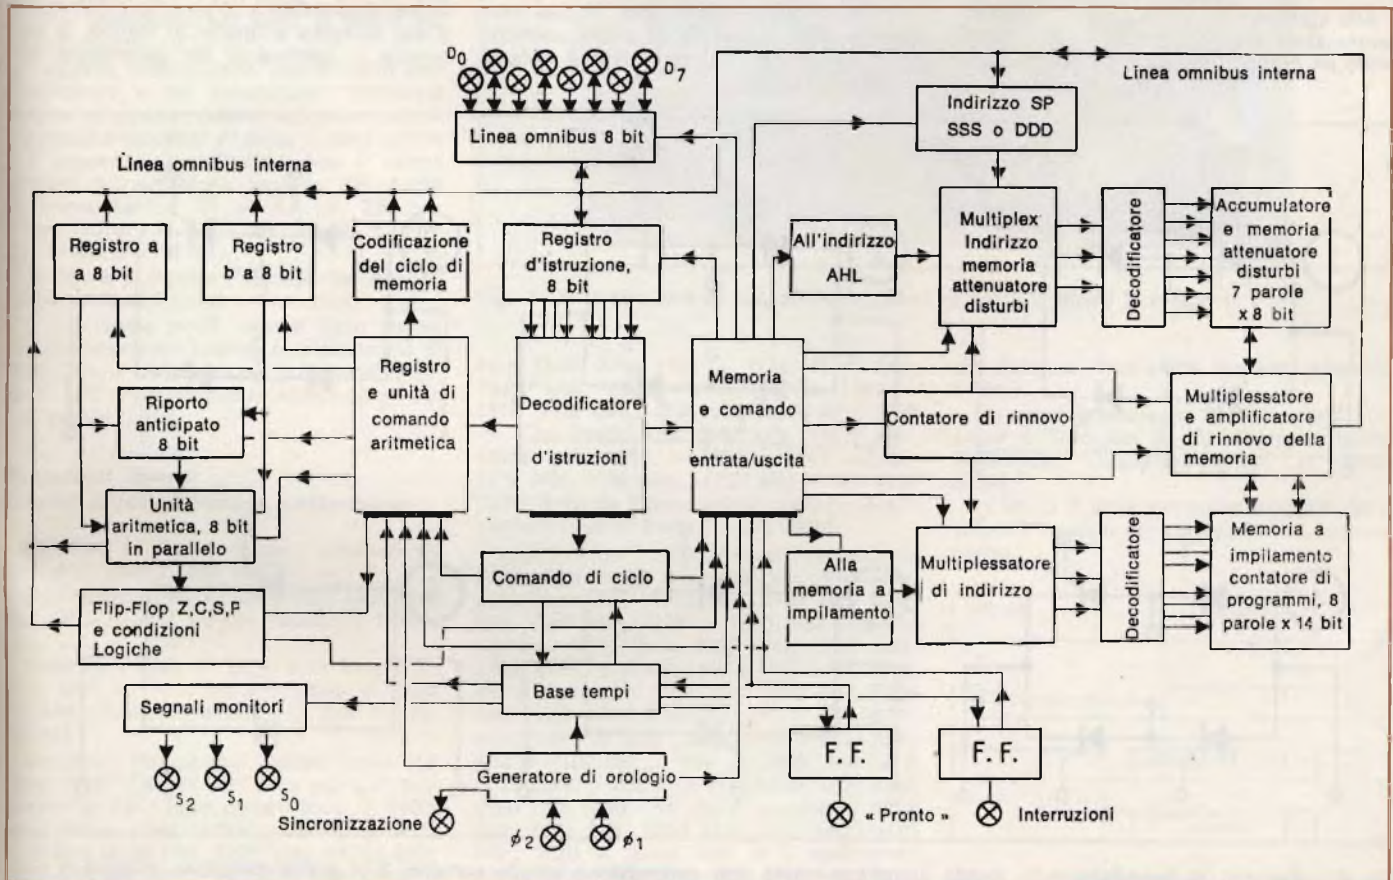 D0
D7
Linea omnibus 8 bit
Linea omnibus interna
Indirizzo SP
SSS o DDD
Linea omnibus interna
Registro a
a 8 bit
Registro
b a 8 bit
Codificazione
del ciclo di
memoria
Registro
d'istruzione,
8 bit
All'indirizzo
AHL
Multiplex
Indirizzo
memoria
attenuatore
disturbi
Decodificatore
Accumulatore
e memoria
attenuatore
disturbi
7 parole
x 8 bit
Riporto
anticipato
8 bit
Registro
e unità di
comando
aritmetica
Decodificatore
d'istruzioni
Memoria
e comando
entrata/uscita
Contatore di rinnovo
Multiplessatore
e amplificatore
di rinnovo della
memoria
Unità
aritmetica, 8 bit
in parallelo
Comando di ciclo
Alla
memoria a
impilamento
Multiplessatore
di indirizzo
Decodificatore
Memoria a
impilamento
contatore di
programmi, 8
parole x 14 bit
Flip-Flop Z,C,S,P
e condizioni
Logiche
Segnali monitori
Base tempi
F. F.
F. F.
S2
S1
S0
Generatore di orologio
Sincronizzazione
ϕ2
ϕ1
« Pronto »
Interruzioni